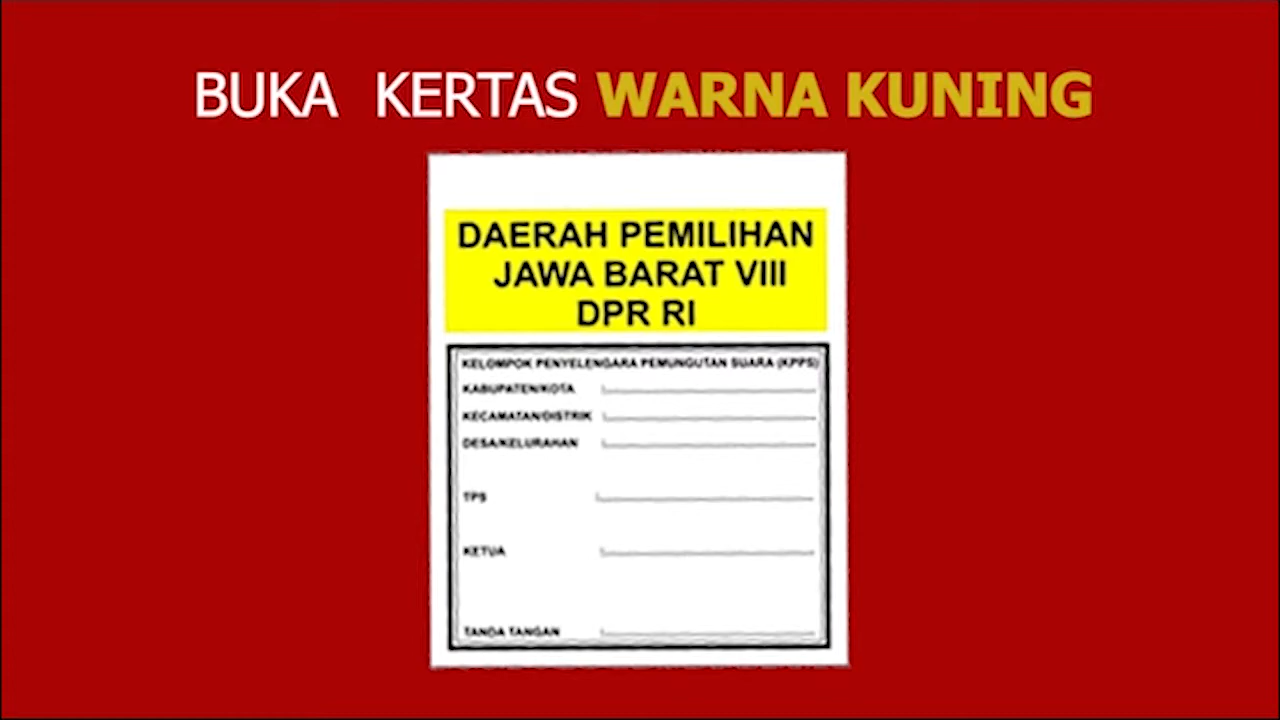 BUKA KERTAS WARNA KUNING
DAERAH PEMILIHAN
JAWA BARAT VIII
DPR RI
KELOMPOK PENYELENGARA PEMUNGUTAN SUARA (KPPS)
KABUPATEN/KOTA
KECAMATAN/DISTRIK
DESA/KELURAHAN
TPS
KETUA
TANDA TANGAN